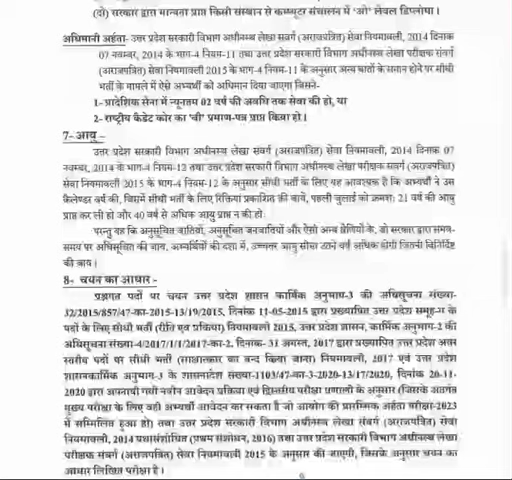 (दो) सरकार द्वारा मान्यता प्राप्त किसी संस्थान से कम्प्यूटर संचालन में 'ओ' लेवल डिप्लोमा।
अधिमानी अर्हता- उत्तर प्रदेश सरकारी विभाग अधीनस्थ लेखा संवर्ग (अराजपत्रित) सेवा नियमावली, 2014 दिनांक
07 नवम्बर, 2014 के भाग-4 नियम-11 तथा उत्तर प्रदेश सरकारी विभाग अधीनस्थ लेखा परीक्षक संवर्ग
(अराजपत्रित) सेवा नियमावली 2015 के भाग-4 नियम-11 के अनुसार अन्य बातों के समान होने पर सीधी
भर्ती के मामले में ऐसे अभ्यर्थी को अधिमान दिया जाएगा जिसने-
1- प्रादेशिक सेना में न्यूनतम 02 वर्ष की अवधि तक सेवा की हो, या
2- राष्ट्रीय कैडेट कोर का 'बी' प्रमाण-पत्र प्राप्त किया हो।
7- आयु -
उत्तर प्रदेश सरकारी विभाग अधीनस्थ लेखा संवर्ग (अराजपत्रित) सेवा नियमावली, 2014 दिनांक 07
नवम्बर, 2014 के भाग-4 नियम-12 तथा उत्तर प्रदेश सरकारी विभाग अधीनस्थ लेखा परीक्षक संवर्ग (अराजपत्रित)
सेवा नियमावली 2015 के भाग-4 नियम-12 के अनुसार सीधी भर्ती के लिए यह आवश्यक है कि अभ्यर्थी ने उस
कैलेण्डर वर्ष की, जिसमें सीधी भर्ती के लिए रिक्तियां प्रकाशित की जायें, पहली जुलाई को क्रमशः 21 वर्ष की आयु
प्राप्त कर ली हो और 40 वर्ष से अधिक आयु प्राप्त न की हो:
परन्तु यह कि अनुसूचित जातियों, अनुसूचित जनजातियों और ऐसी अन्य श्रेणियों के, जो सरकार द्वारा समय-
समय पर अधिसूचित की जाय, अभ्यर्थियों की दशा में, उच्चतर आयु सीमा उतने वर्ष अधिक होगी जितनी विनिर्दिष्ट
की जाय।
8- चयन का आधार:-
प्रश्नगत पदों पर चयन उत्तर प्रदेश शासन कार्मिक अनुभाग-3 की अधिसूचना संख्या-
32/2015/857/47-का-2015-13/19/2015, दिनांक 11-05-2015 द्वारा प्रख्यापित उत्तर प्रदेश समूह-ग के
पदों के लिए सीधी भर्ती (रीति एवं प्रक्रिया) नियमावली 2015, उत्तर प्रदेश शासन, कार्मिक अनुभाग-2 की
अधिसूचना संख्या-4/2017/1/1/2017-का-2, दिनांक- 31 अगस्त, 2017 द्वारा प्रख्यापित उत्तर प्रदेश अवर
स्तरीय पदों पर सीधी भर्ती (साक्षात्कार का बन्द किया जाना) नियमावली, 2017 एवं उत्तर प्रदेश
शासनकार्मिक अनुभाग-3 के शासनादेश संख्या-1103/47-का-3-2020-13/17/2020, दिनांक 20-11-
2020 द्वारा अपनायी गयी नवीन आवेदन प्रक्रिया एवं द्विस्तरीय परीक्षा प्रणाली के अनुसार (जिसके अंतर्गत
मुख्य परीक्षा के लिए वही अभ्यर्थी आवेदन कर सकता है जो आयोग की प्रारम्भिक अर्हता परीक्षा-2023
में सम्मिलित हुआ हो) तथा उत्तर प्रदेश सरकारी विभाग अधीनस्थ लेखा संवर्ग (अराजपत्रित) सेवा
नियमावली, 2014 यथासंशोधित (प्रथम संशोधन, 2016) तथा उत्तर प्रदेश सरकारी विभाग अधीनस्थ लेखा
परीक्षक संवर्ग (अराजपत्रित) सेवा नियमावली 2015 के अनुसार की जाएगी, जिसके अनुसार चयन का
आधार लिखित परीक्षा है।